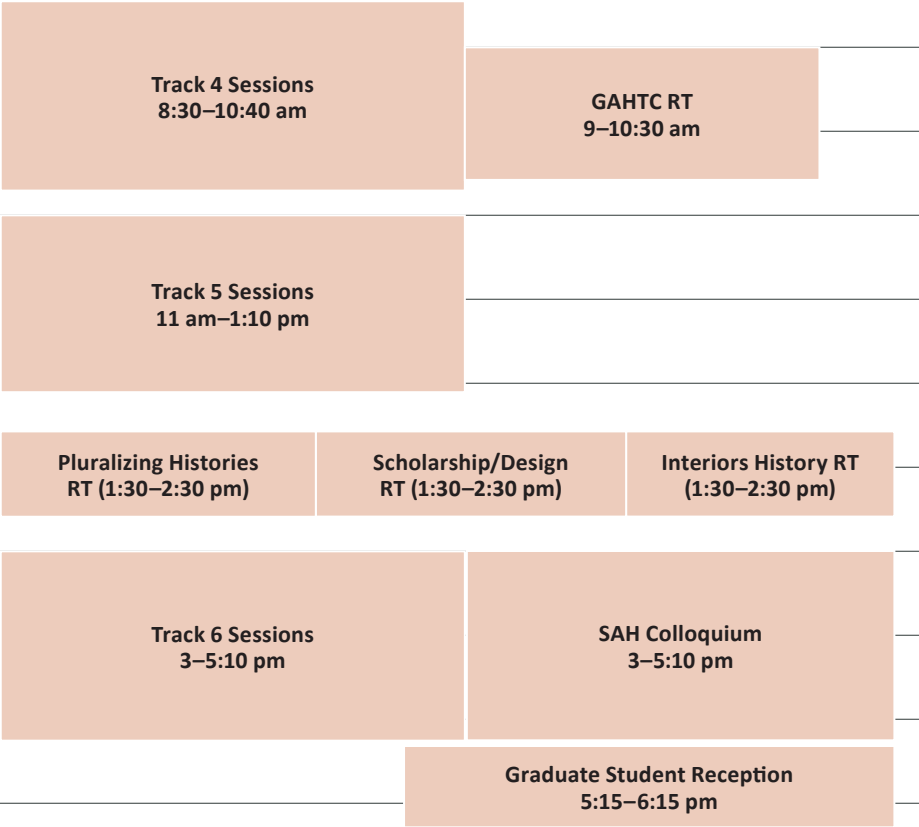 Track 4 Sessions
8:30–10:40 am
GAHTC RT
9–10:30 am
Track 5 Sessions
11 am–1:10 pm
Pluralizing Histories
RT (1:30–2:30 pm)
Scholarship/Design
RT (1:30–2:30 pm)
Interiors History RT
(1:30–2:30 pm)
Track 6 Sessions
3–5:10 pm
SAH Colloquium
3–5:10 pm
Graduate Student Reception
5:15–6:15 pm